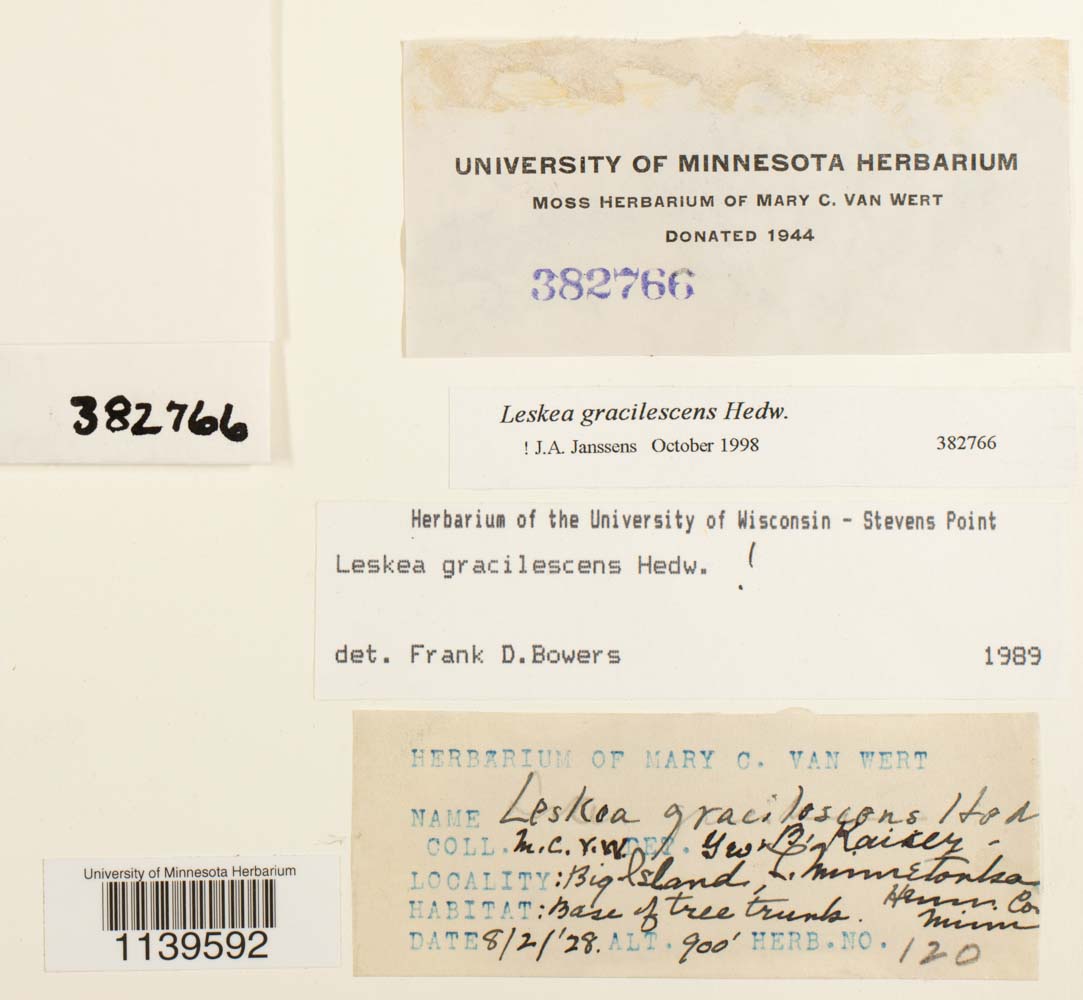 UNIVERSITY OF MINNESOTA HERBARIUM
MOSS HERBARIUM OF MARY C. VAN WERT
DONATED 1944
382766
382766
Leskea gracilescens Hedw.
! J.A. Janssens October 1998 382766
Herbarium of the University of Wisconsin - Stevens Point
Leskea gracilescens Hedw. !
det. Frank D.Bowers 1989
HERBARIUM OF MARY C. VAN WERT
NAME Leskea gracilescens Hed
COLL. M.C.V.W. DET. Geo. B. Kaiser
LOCALITY: Big Island, L. Minnetonka
Henn. Co.
HABITAT: Base of tree trunk. Minn
DATE 8/2/'28. ALT. 900' HERB.NO. 120
University of Minnesota Herbarium
1139592